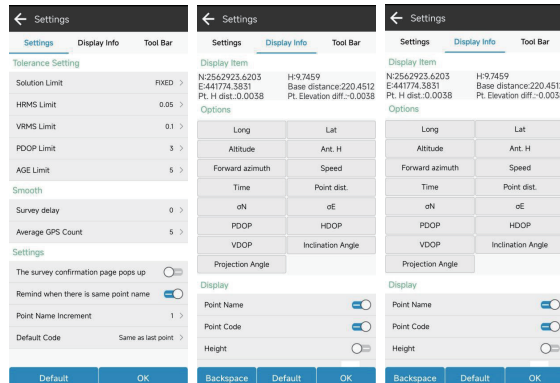 Settings
Settings Display Info Tool Bar
Tolerance Setting
Solution Limit FIXED
HRMS Limit 0.05
VRMS Limit 0.1
PDOP Limit 3
AGE Limit 5
Smooth
Survey delay 0
Average GPS Count 5
Settings
The survey confirmation page pops up
Remind when there is same point name
Point Name Increment 1
Default Code Same as last point
Default OK
Settings
Settings Display Info Tool Bar
Display Item
N:2562923.6203 H:9.7459
E:441774.3831 Base distance:220.4512
Pt. H dist.:0.0038 Pt. Elevation diff.:-0.0038
Options
Long Lat
Altitude Ant. H
Forward azimuth Speed
Time Point dist.
σN σE
PDOP HDOP
VDOP Inclination Angle
Projection Angle
Display
Point Name
Point Code
Height
Backspace Default OK
Settings
Settings Display Info Tool Bar
Display Item
N:2562923.6203 H:9.7459
E:441774.3831 Base distance:220.451
Pt. H dist.:0.0038 Pt. Elevation diff.:-0.003
Options
Long Lat
Altitude Ant. H
Forward azimuth Speed
Time Point dist.
σN σE
PDOP HDOP
VDOP Inclination Angle
Projection Angle
Display
Point Name
Point Code
Height
Backspace Default OK